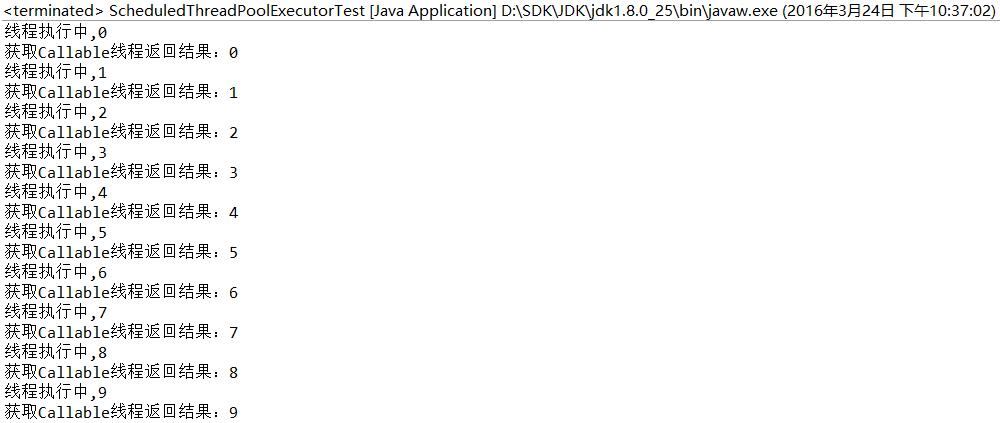 <terminated> ScheduledThreadPoolExecutorTest [Java Application] D:\SDK\JDK\jdk1.8.0_25\bin\javaw.exe (2016年3月24日 下午10:37:02)
线程执行中,0
获取Callable线程返回结果：0
线程执行中,1
获取Callable线程返回结果：1
线程执行中,2
获取Callable线程返回结果：2
线程执行中,3
获取Callable线程返回结果：3
线程执行中,4
获取Callable线程返回结果：4
线程执行中,5
获取Callable线程返回结果：5
线程执行中,6
获取Callable线程返回结果：6
线程执行中,7
获取Callable线程返回结果：7
线程执行中,8
获取Callable线程返回结果：8
线程执行中,9
获取Callable线程返回结果：9